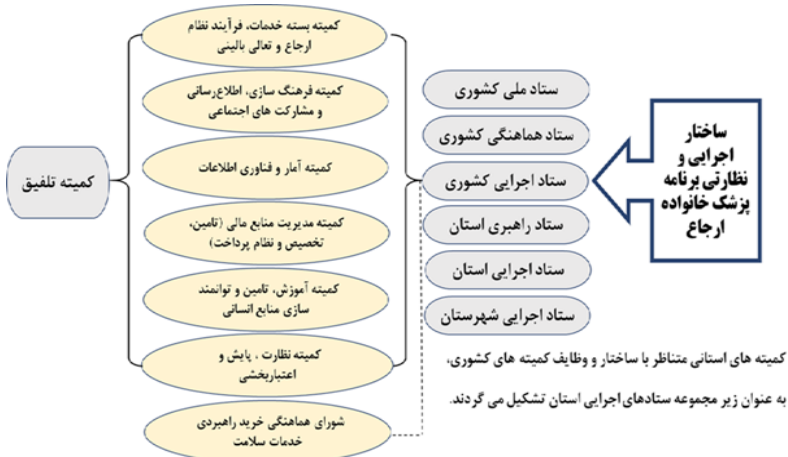 ساختار
اجرایی و
نظارتی برنامه
پزشک خانواده
ارجاع
ستاد ملی کشوری
ستاد هماهنگی کشوری
ستاد اجرایی کشوری
ستاد راهبری استان
ستاد اجرایی استان
ستاد اجرایی شهرستان
کمیته بسته خدمات، فرآیند نظام
ارجاع و تعالی بالینی
کمیته فرهنگ سازی، اطلاع‌رسانی
و مشارکت های اجتماعی
کمیته آمار و فناوری اطلاعات
کمیته مدیریت منابع مالی (تامین،
تخصیص و نظام پرداخت)
کمیته آموزش، تامین و توانمند
سازی منابع انسانی
کمیته نظارت ، پایش و
اعتباربخشی
شورای هماهنگی خرید راهبردی
خدمات سلامت
کمیته تلفیق
کمیته های استانی متناظر با ساختار و وظایف کمیته های کشوری،
به عنوان زیر مجموعه ستادهای اجرایی استان تشکیل می گردند.